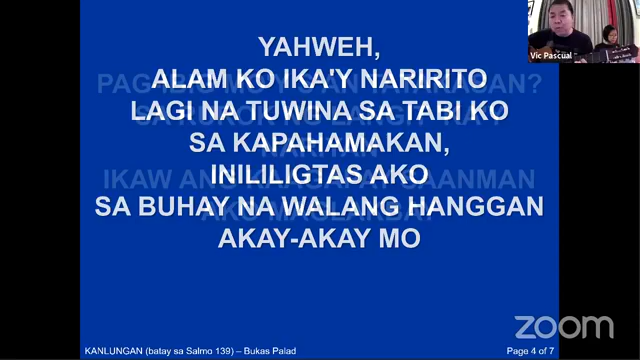 YAHWEH,
ALAM KO IKA'Y NARIRITO
LAGI NA TUWINA SA TABI KO
SA KAPAHAMAKAN,
INILILIGTAS AKO
SA BUHAY NA WALANG HANGGAN
AKAY-AKAY MO
Vic Pascual
zoom
KANLUNGAN (batay sa Salmo 139) – Bukas Palad
Page 4 of 7